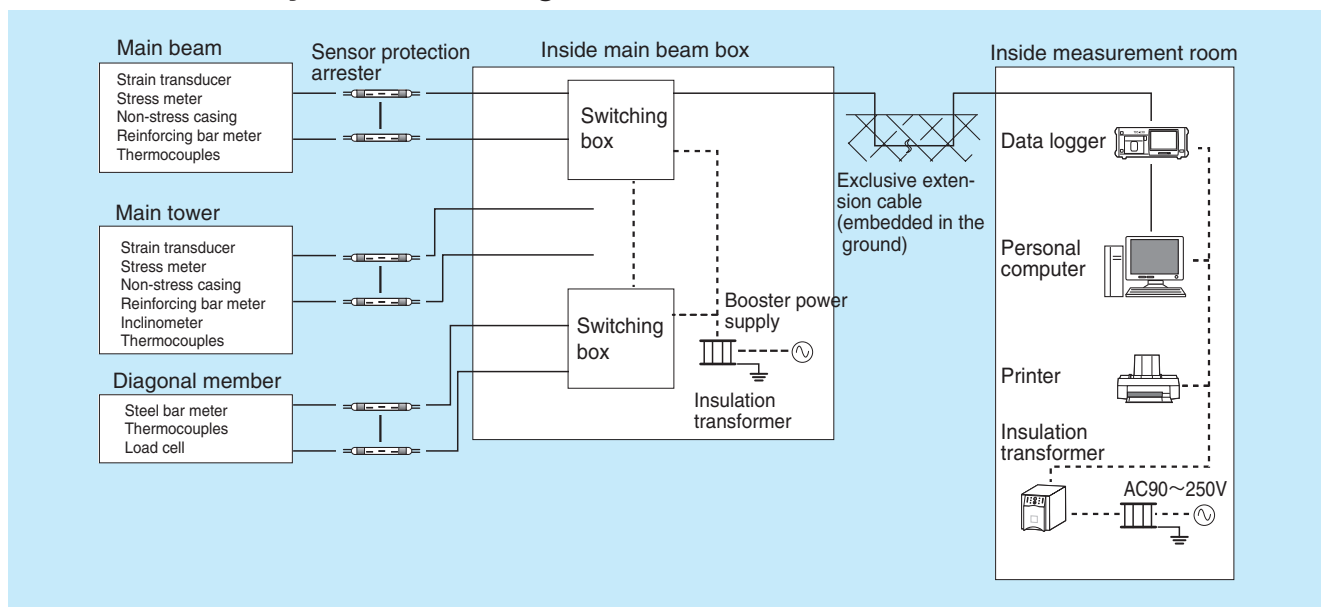 Main beam
Strain transducer
Stress meter
Non-stress casing
Reinforcing bar meter
Thermocouples
Main tower
Strain transducer
Stress meter
Non-stress casing
Reinforcing bar meter
Inclinometer
Thermocouples
Diagonal member
Steel bar meter
Thermocouples
Load cell
Sensor protection
arrester
Inside main beam box
Switching
box
Switching
box
Booster power
supply
Insulation
transformer
Exclusive exten-
sion cable
(embedded in the
ground)
Inside measurement room
Data logger
Personal
computer
Printer
Insulation
transformer
AC90～250V